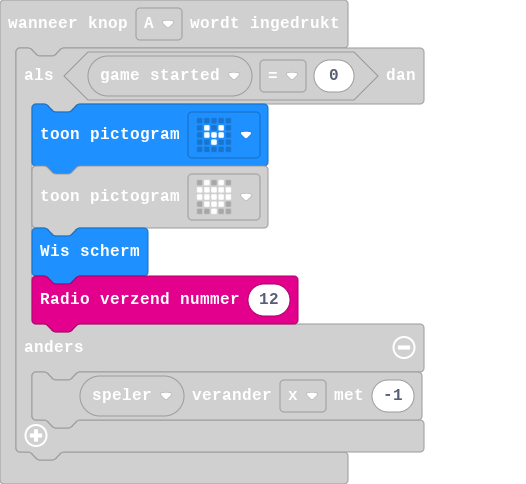 wanneer knop A wordt ingedrukt
als game started = 0 dan
toon pictogram
toon pictogram
Wis scherm
Radio verzend nummer 12
anders
speler verander x met -1